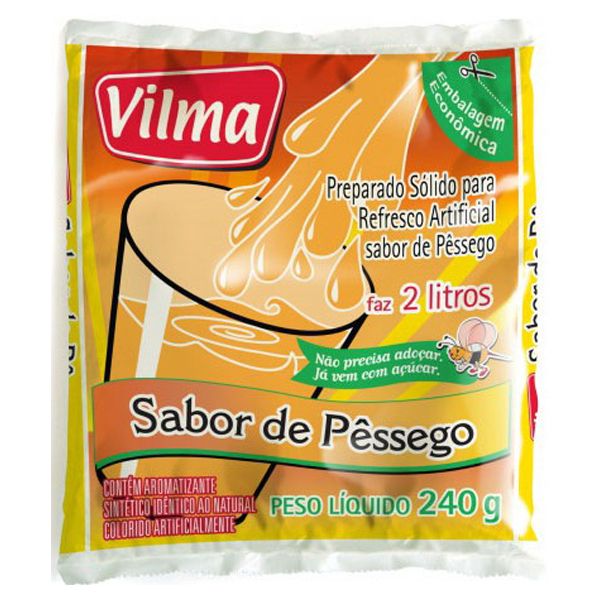 Vilma
Embalagem
Econômica
Preparado Sólido para
Refresco Artificial
sabor de Pêssego
faz 2 litros
Não precisa adoçar.
Já vem com açúcar.
Sabor de Pêssego
CONTÉM AROMATIZANTE
SINTÉTICO IDÊNTICO AO NATURAL
COLORIDO ARTIFICIALMENTE
PESO LÍQUIDO 240 g